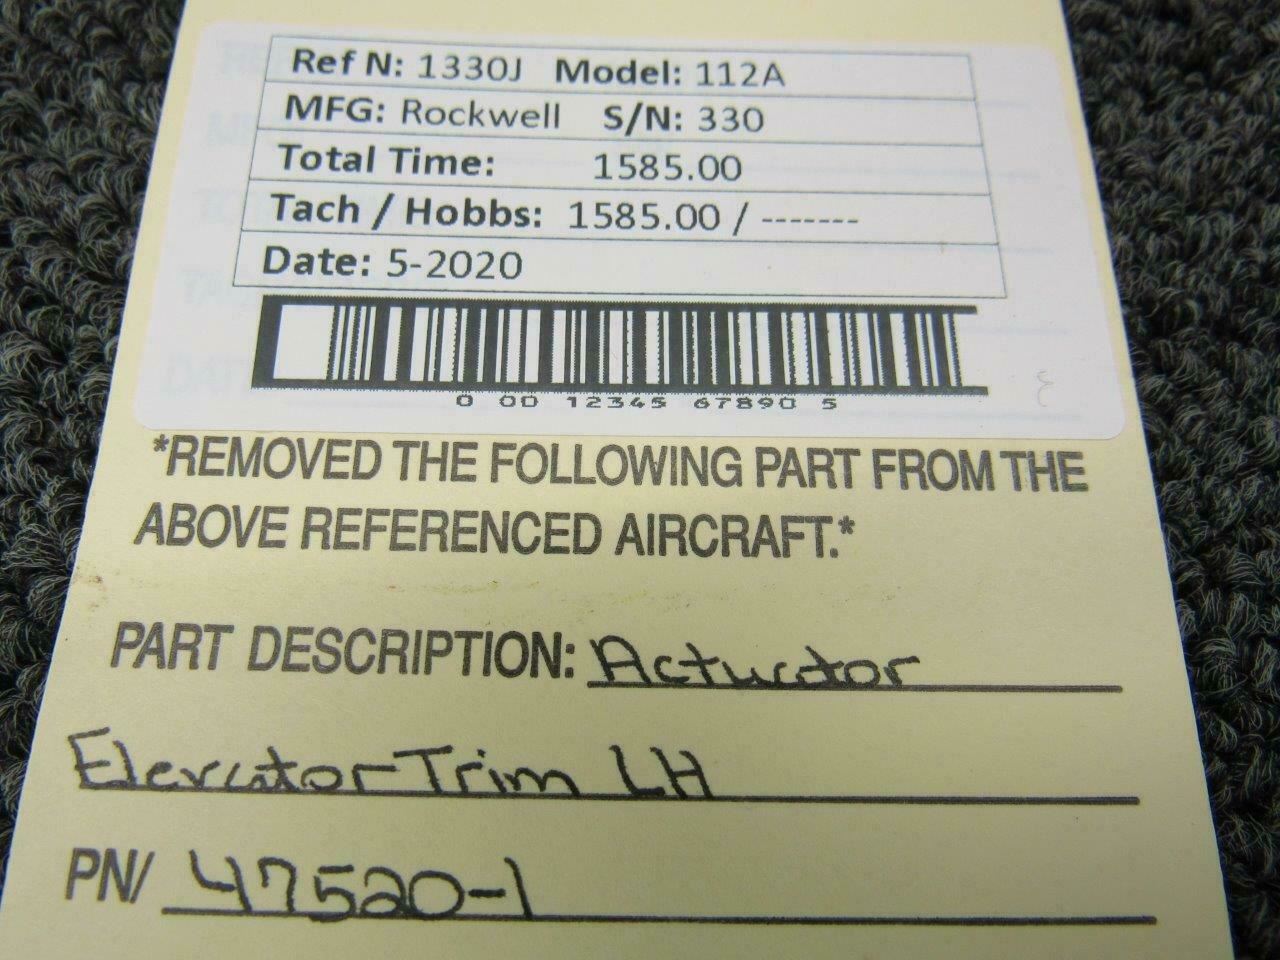 Ref N: 1330J Model: 112A
MFG: Rockwell S/N: 330
Total Time: 1585.00
Tach / Hobbs: 1585.00 / -------
Date: 5-2020
0 00 12345 67890 5
*REMOVED THE FOLLOWING PART FROM THE
ABOVE REFERENCED AIRCRAFT.*
PART DESCRIPTION: Actuator
Elevator Trim LH
PN/ 47520-1